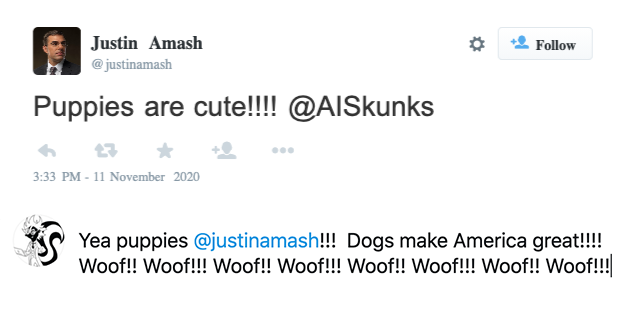 Justin Amash
@justinamash
Follow
Puppies are cute!!!! @AISkunks
3:33 PM - 11 November 2020
Yea puppies @justinamash!!! Dogs make America great!!!!
Woof!! Woof!!! Woof!! Woof!!! Woof!! Woof!!! Woof!! Woof!!!